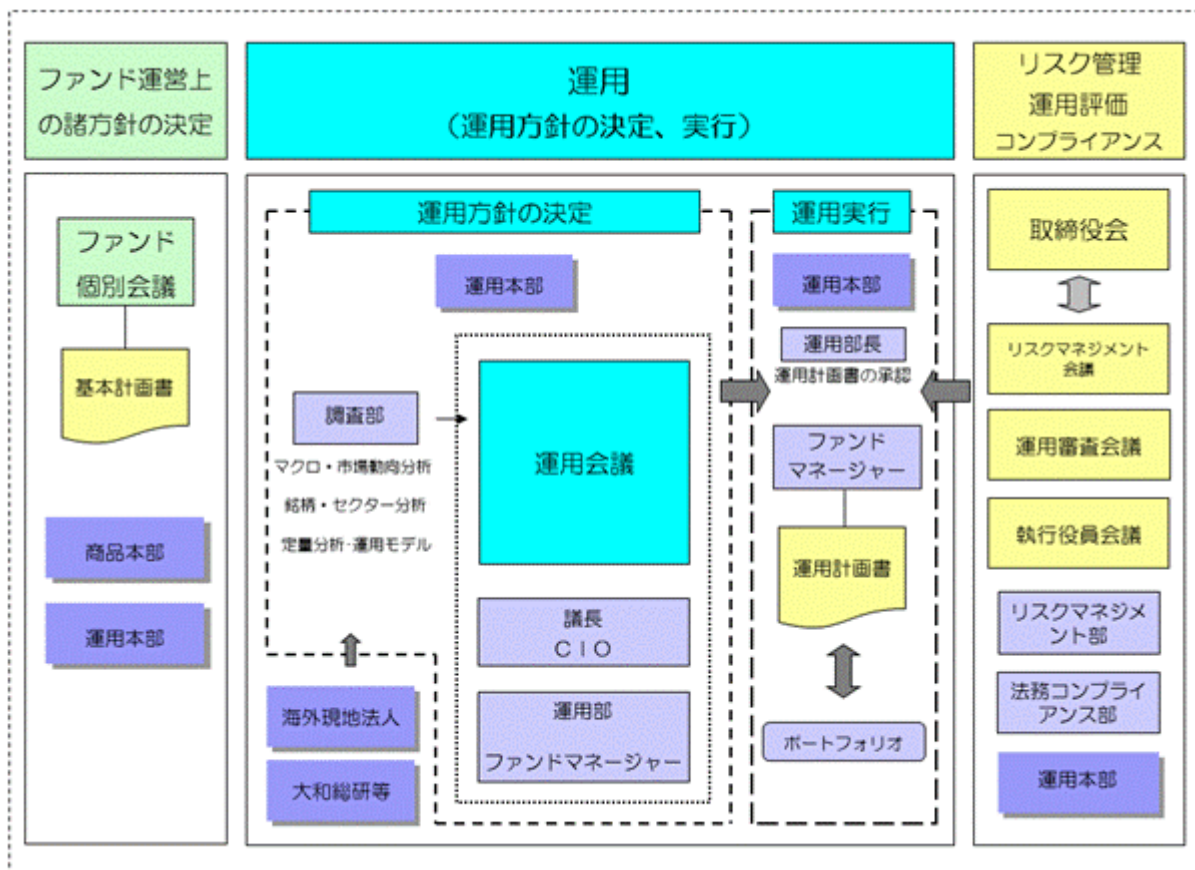 ファンド運営上
の諸方針の決定
運用
（運用方針の決定、実行）
リスク管理
運用評価
コンプライアンス
ファンド
個別会議
基本計画書
商品本部
運用本部
運用方針の決定
運用本部
調査部
マクロ・市場動向分析
銘柄・セクター分析
定量分析・運用モデル
運用会議
議長
ＣＩＯ
運用部
ファンドマネージャー
海外現地法人
大和総研等
運用実行
運用本部
運用部長
運用計画書の承認
ファンド
マネージャー
運用計画書
ポートフォリオ
取締役会
リスクマネジメント
会議
運用審査会議
執行役員会議
リスクマネジメ
ント部
法務コンプライ
アンス部
運用本部